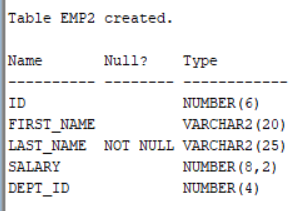 Table EMP2 created.
Name       Null?    Type
---------- -------- ------------
ID                  NUMBER(6)
FIRST_NAME          VARCHAR2(20)
LAST_NAME  NOT NULL VARCHAR2(25)
SALARY              NUMBER(8,2)
DEPT_ID             NUMBER(4)